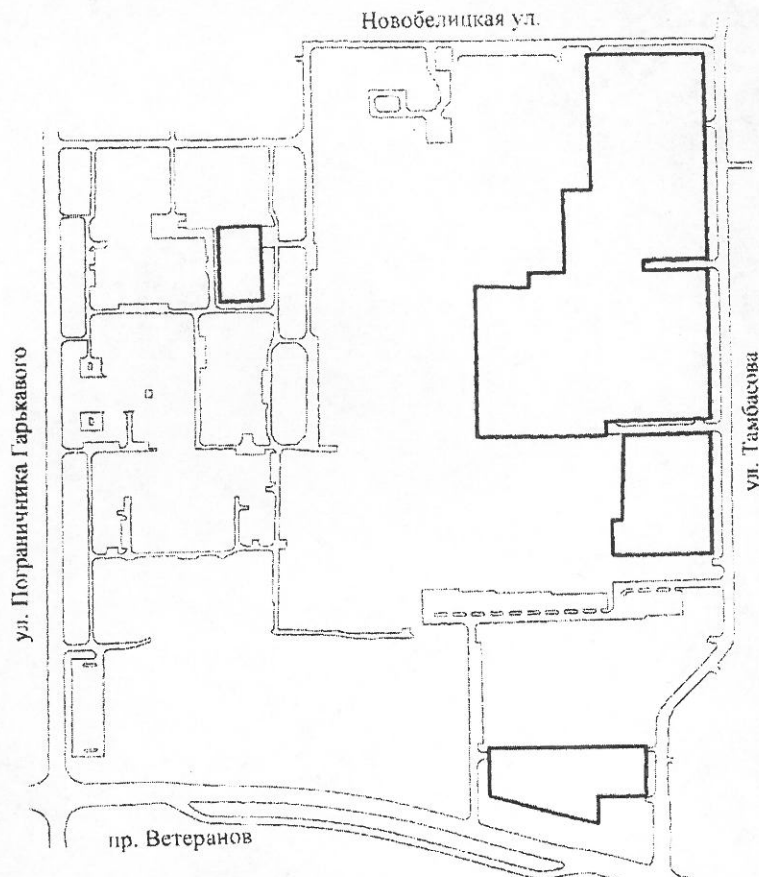 Новобелицкая ул.
ул. Пограничника Гарькавого
ул. Тамбасова
пр. Ветеранов